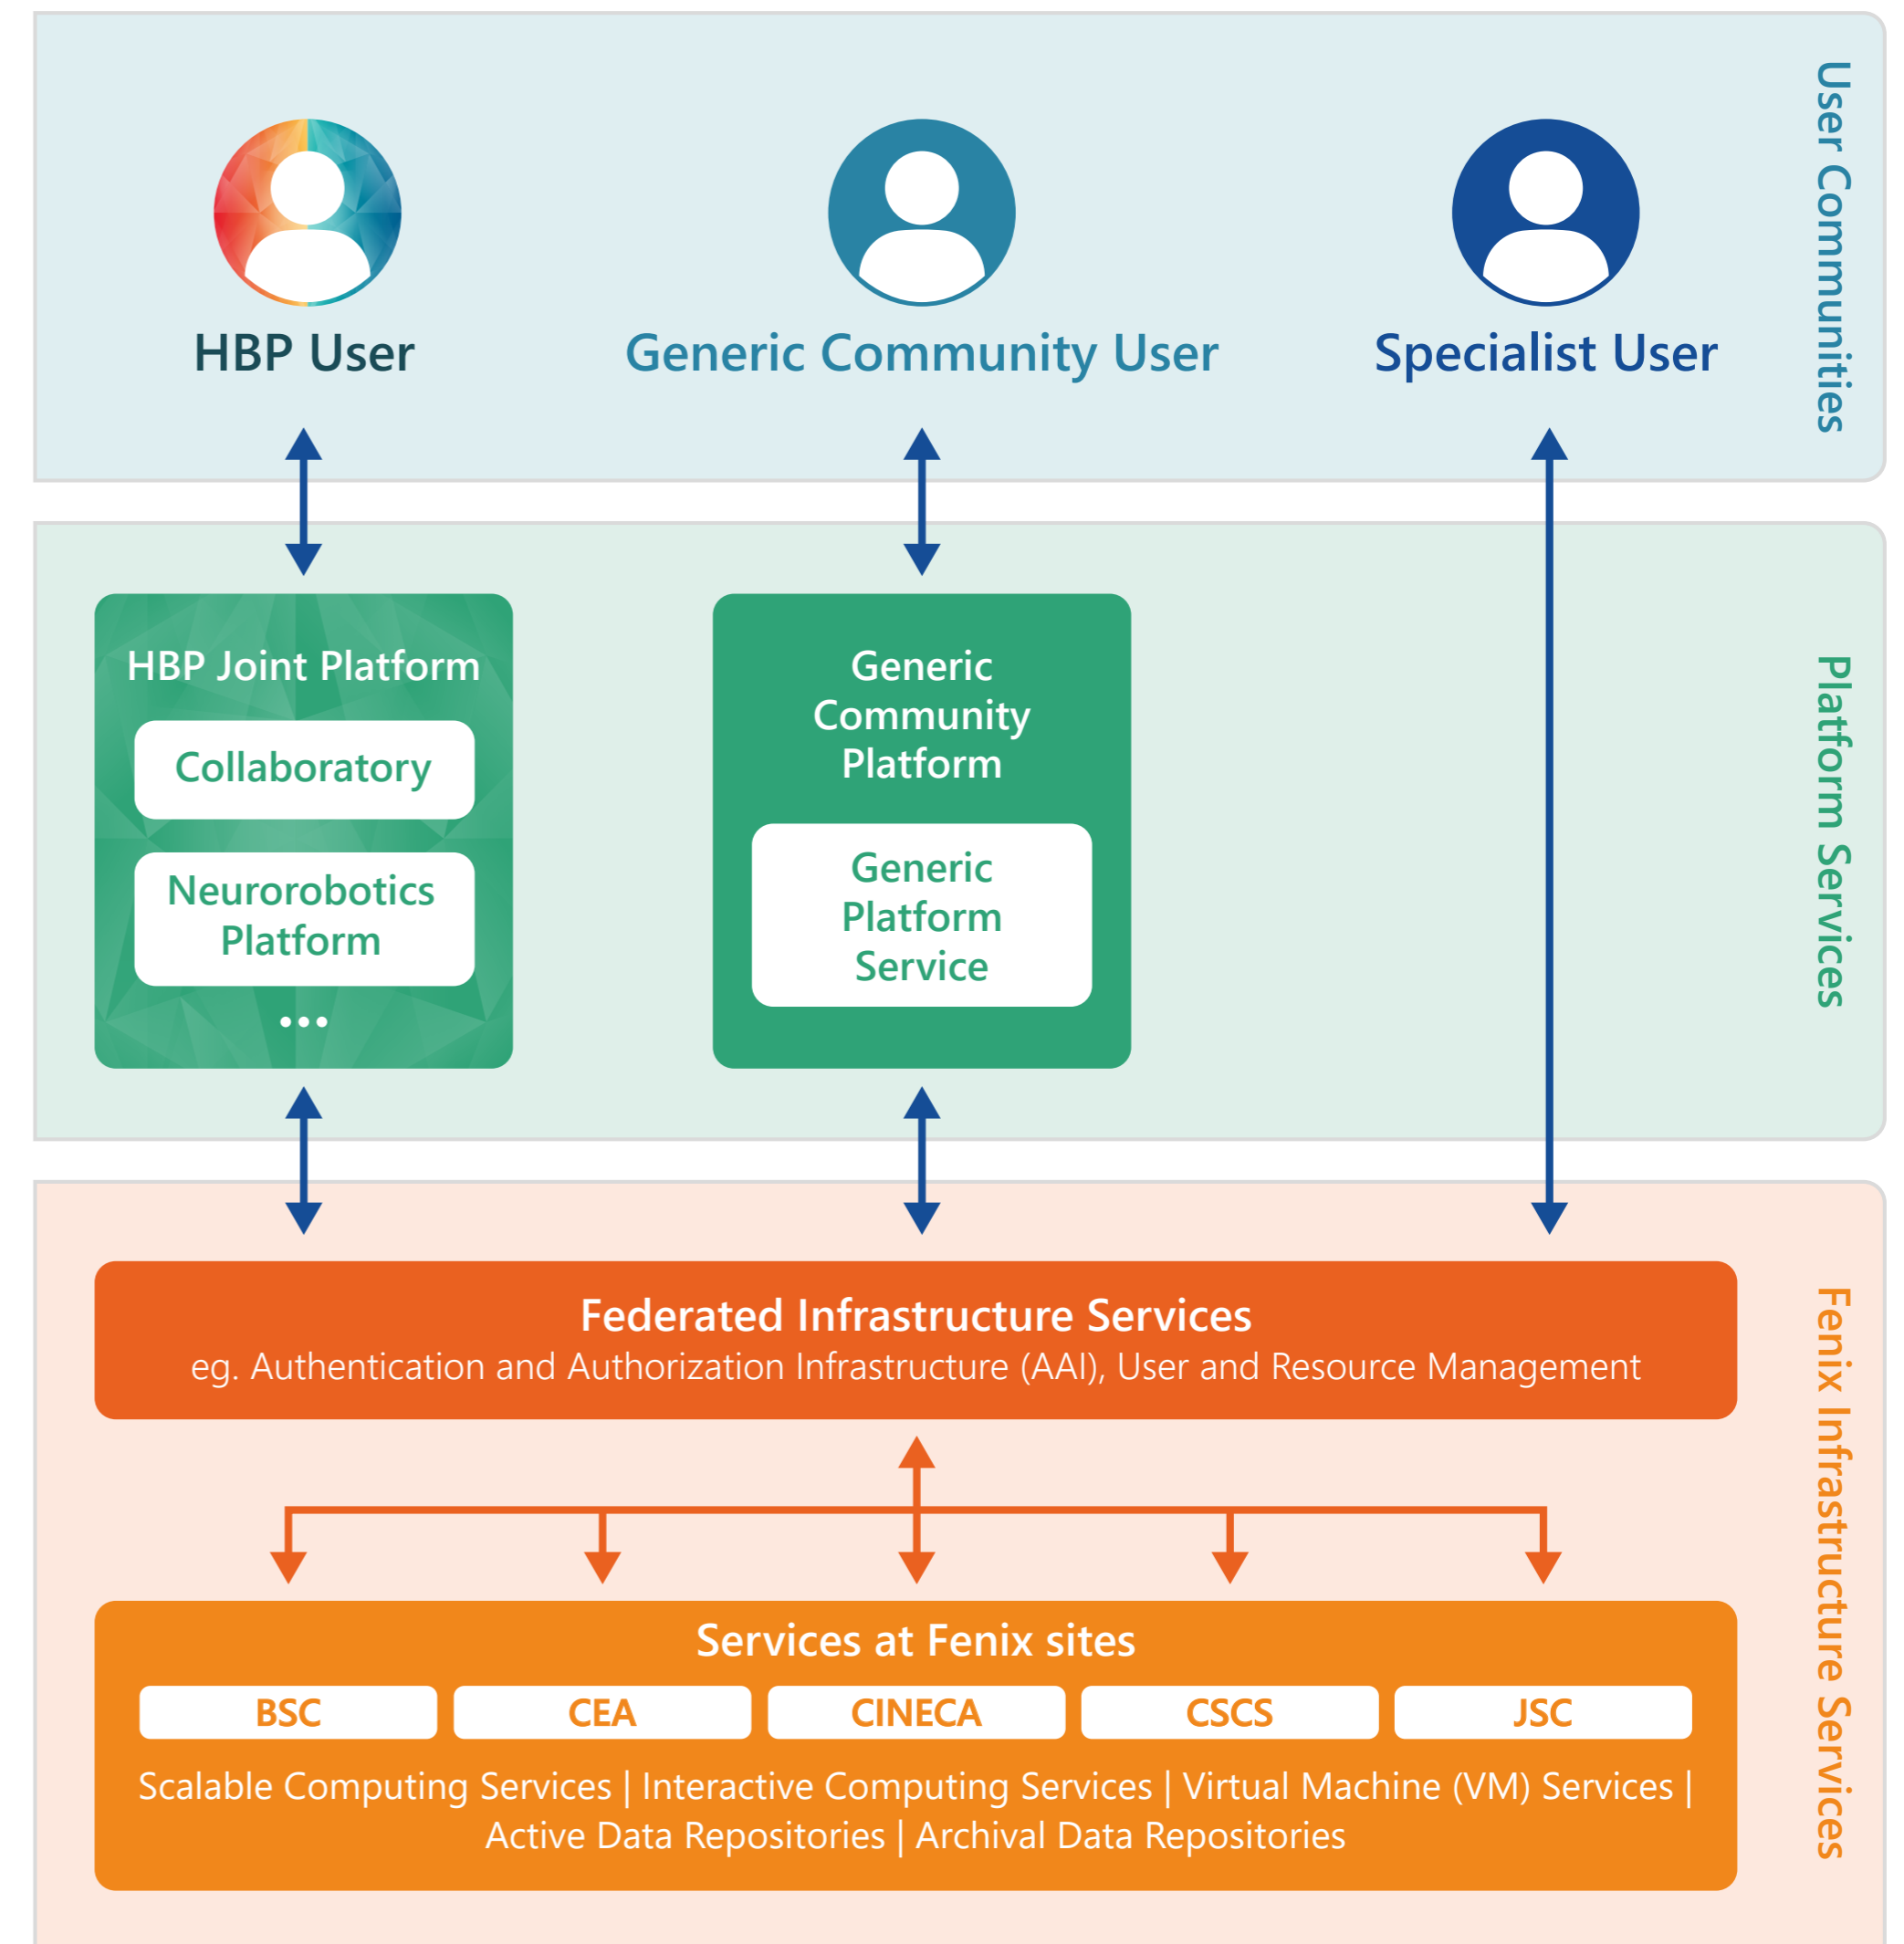 User Communities
HBP User
Generic Community User
Specialist User
Platform Services
HBP Joint Platform
Collaboratory
Neurorobotics
Platform
...
Generic
Community
Platform
Generic
Platform
Service
Fenix Infrastructure Services
Federated Infrastructure Services
eg. Authentication and Authorization Infrastructure (AAI), User and Resource Management
Services at Fenix sites
BSC
CEA
CINECA
CSCS
JSC
Scalable Computing Services | Interactive Computing Services | Virtual Machine (VM) Services |
Active Data Repositories | Archival Data Repositories